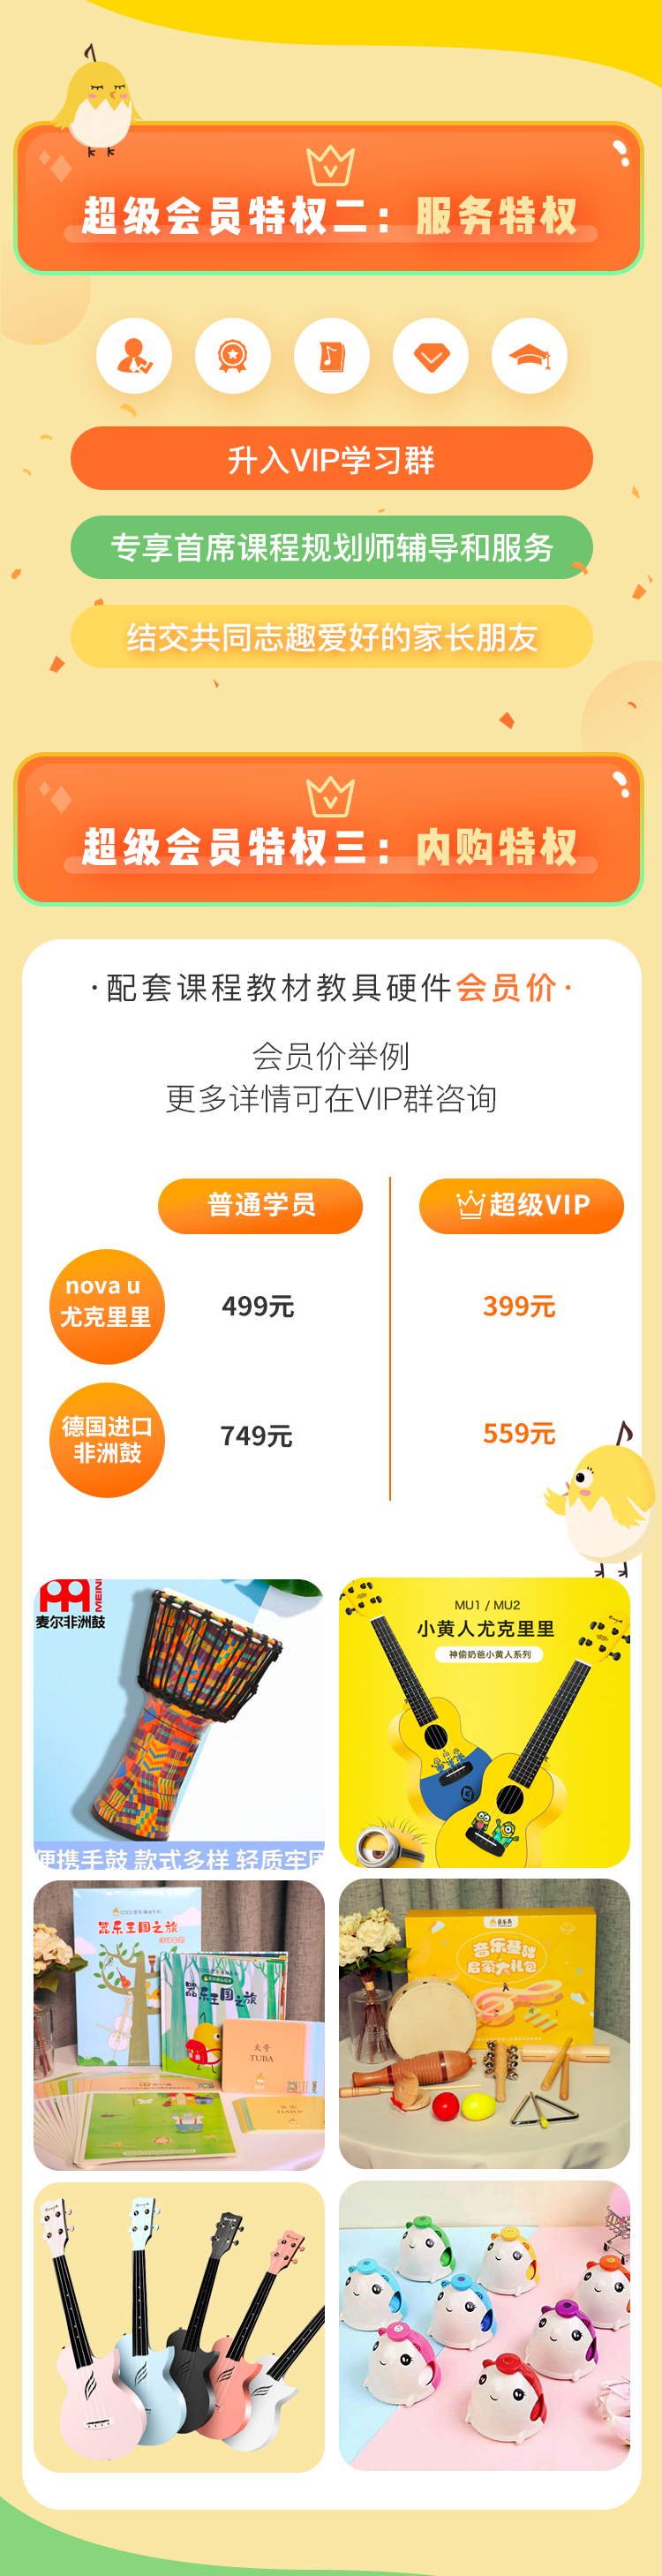 超级会员特权二：服务特权
升入VIP学习群
专享首席课程规划师辅导和服务
结交共同志趣爱好的家长朋友
超级会员特权三：内购特权
·配套课程教材教具硬件会员价·
会员价举例
更多详情可在VIP群咨询
普通学员
超级VIP
nova u
尤克里里
499元
399元
德国进口
非洲鼓
749元
559元
MEIN
麦尔非洲鼓
便携手鼓 款式多样 轻质牢固
MU1 / MU2
小黄人尤克里里
神偷奶爸小黄人系列
器乐王国之旅
器乐王国之旅
大号
TUBA
音乐基础
启蒙大礼包